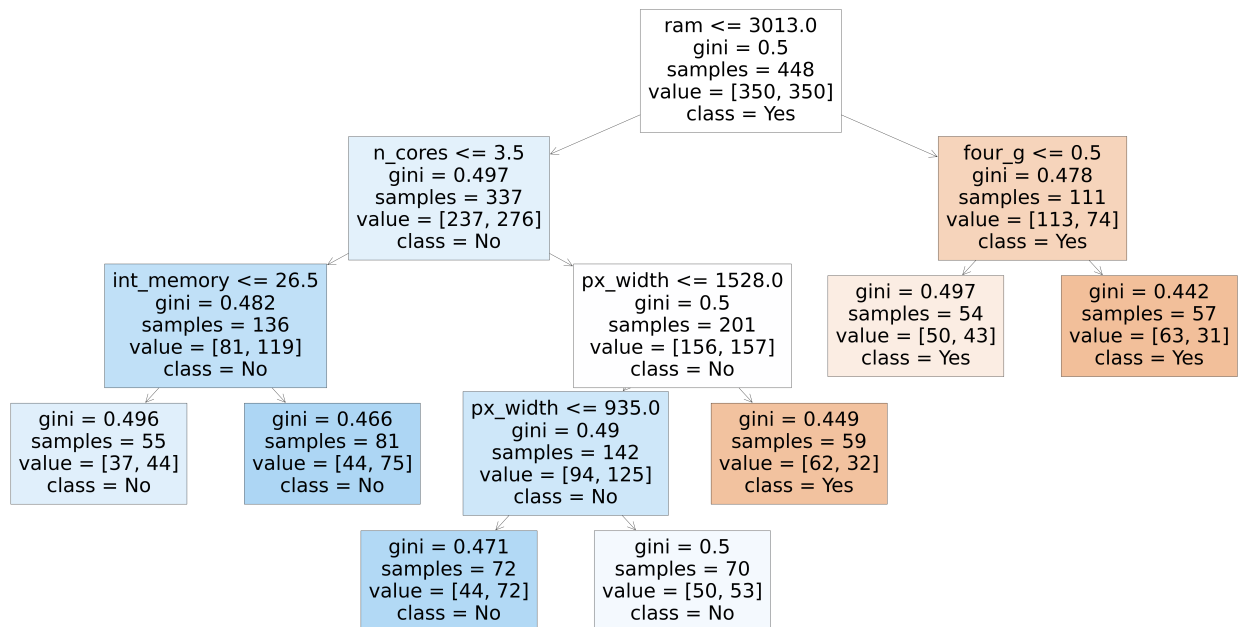 ram <= 3013.0
gini = 0.5
samples = 448
value = [350, 350]
class = Yes
n_cores <= 3.5
gini = 0.497
samples = 337
value = [237, 276]
class = No
four_g <= 0.5
gini = 0.478
samples = 111
value = [113, 74]
class = Yes
int_memory <= 26.5
gini = 0.482
samples = 136
value = [81, 119]
class = No
px_width <= 1528.0
gini = 0.5
samples = 201
value = [156, 157]
class = No
gini = 0.497
samples = 54
value = [50, 43]
class = Yes
gini = 0.442
samples = 57
value = [63, 31]
class = Yes
gini = 0.496
samples = 55
value = [37, 44]
class = No
gini = 0.466
samples = 81
value = [44, 75]
class = No
px_width <= 935.0
gini = 0.49
samples = 142
value = [94, 125]
class = No
gini = 0.449
samples = 59
value = [62, 32]
class = Yes
gini = 0.471
samples = 72
value = [44, 72]
class = No
gini = 0.5
samples = 70
value = [50, 53]
class = No